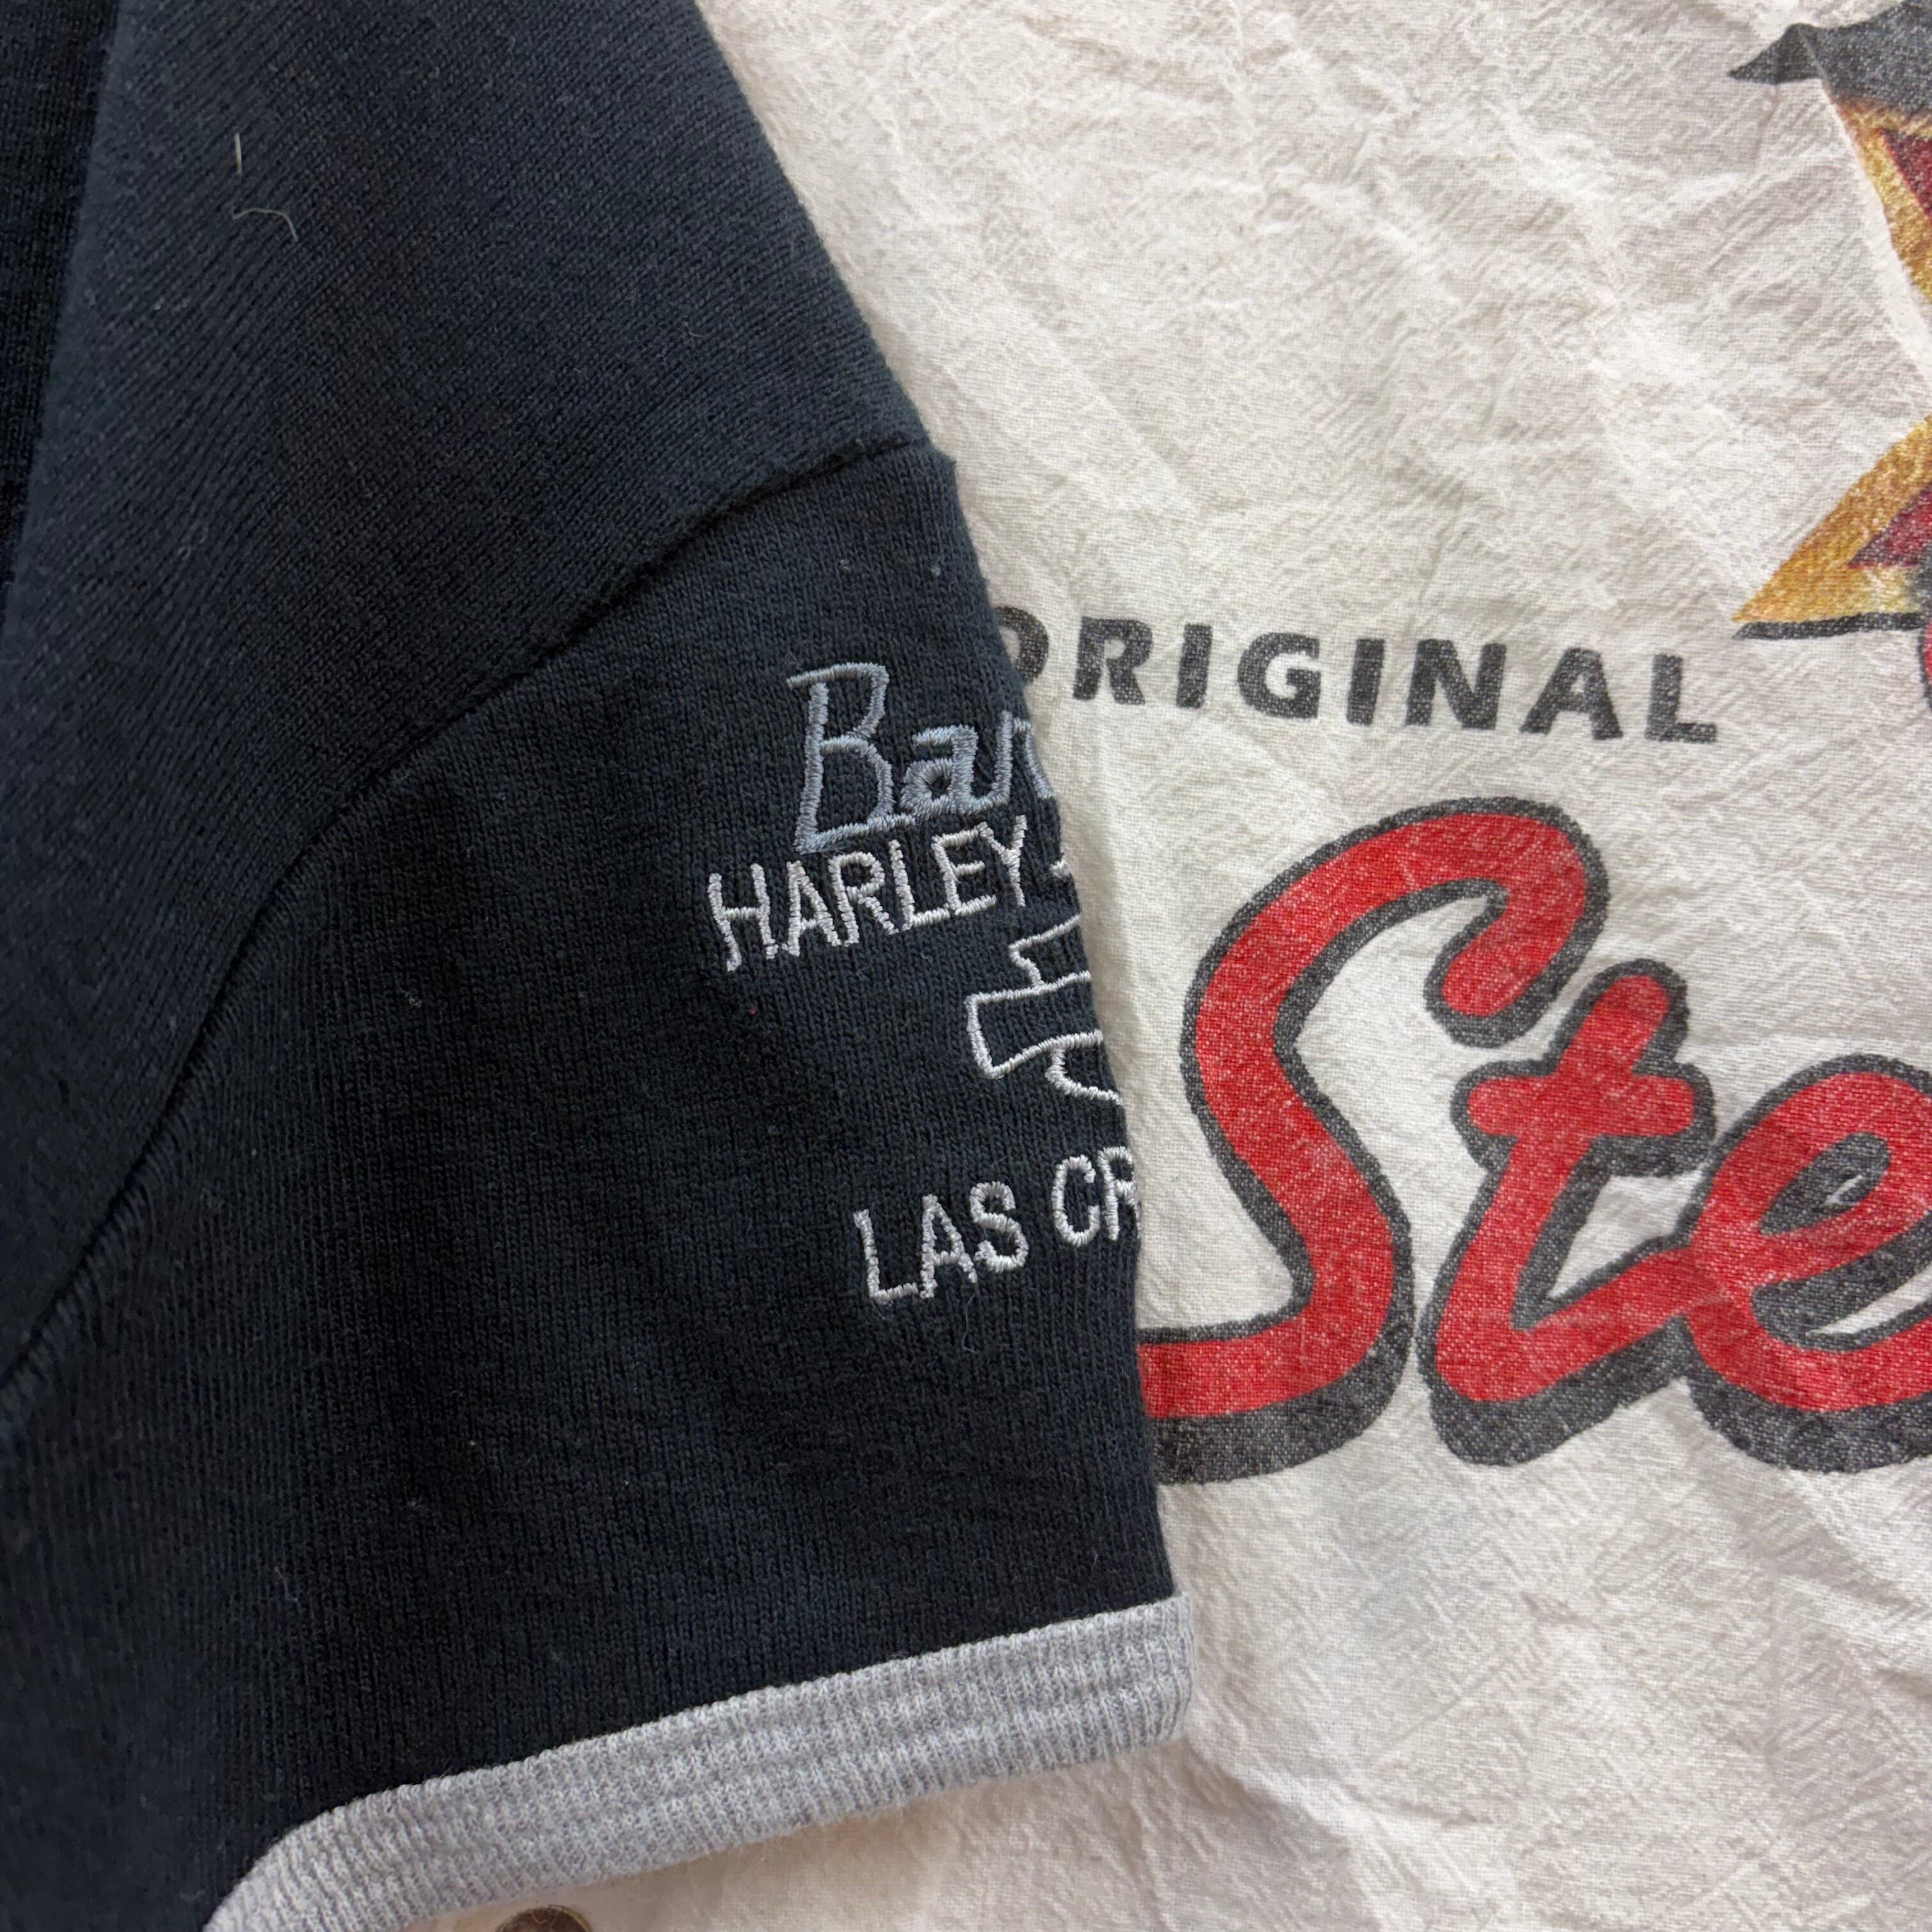 Bar
HARLEY
LAS CR
ORIGINAL
Ste